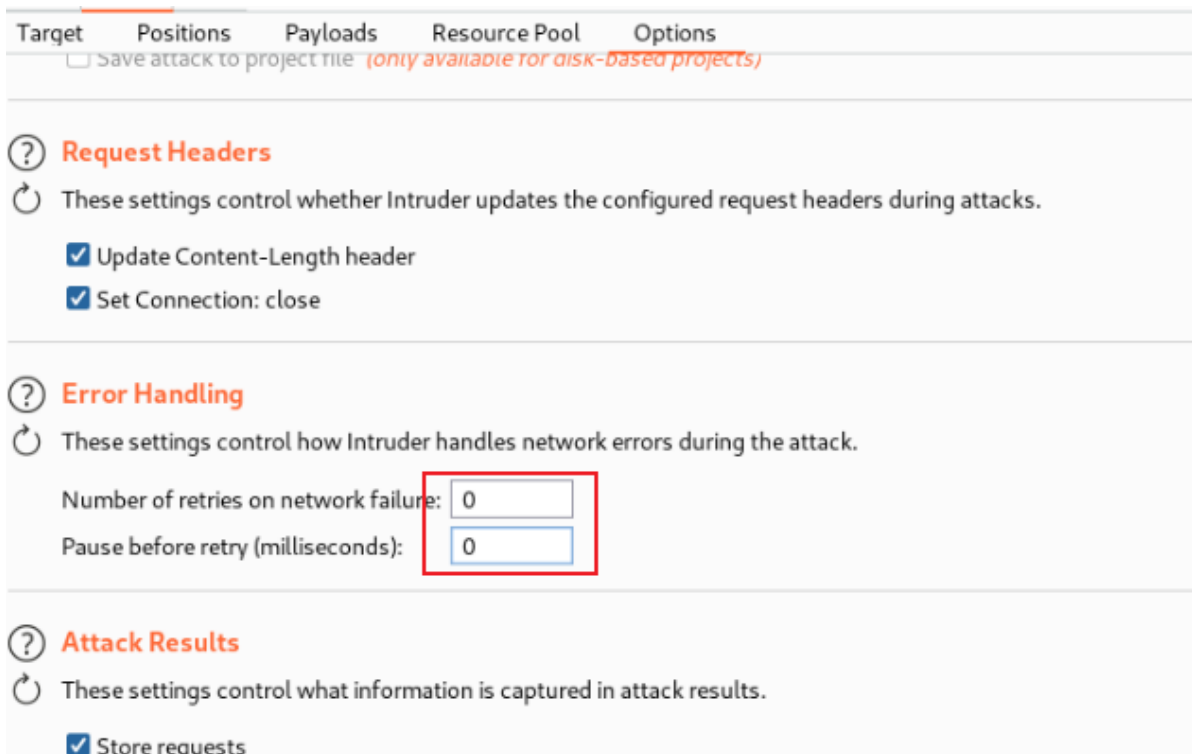 Target Positions Payloads Resource Pool Options
Save attack to project file (only available for disk-based projects)
Request Headers
These settings control whether Intruder updates the configured request headers during attacks.
Update Content-Length header
Set Connection: close
Error Handling
These settings control how Intruder handles network errors during the attack.
Number of retries on network failure: 0
Pause before retry (milliseconds): 0
Attack Results
These settings control what information is captured in attack results.
Store requests